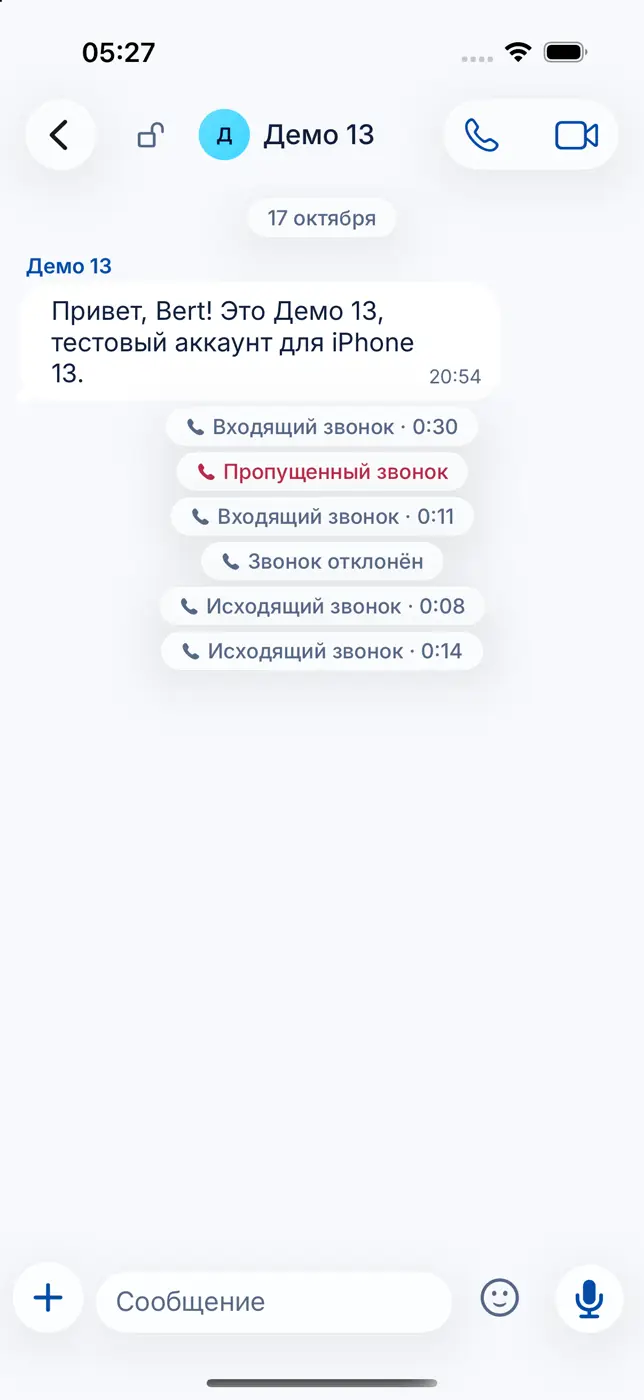 05:27
Д
Демо 13
17 октября
Демо 13
Привет, Bert! Это Демо 13,
тестовый аккаунт для iPhone
13.
20:54
Входящий звонок · 0:30
Пропущенный звонок
Входящий звонок · 0:11
Звонок отклонён
Исходящий звонок · 0:08
Исходящий звонок · 0:14
Сообщение